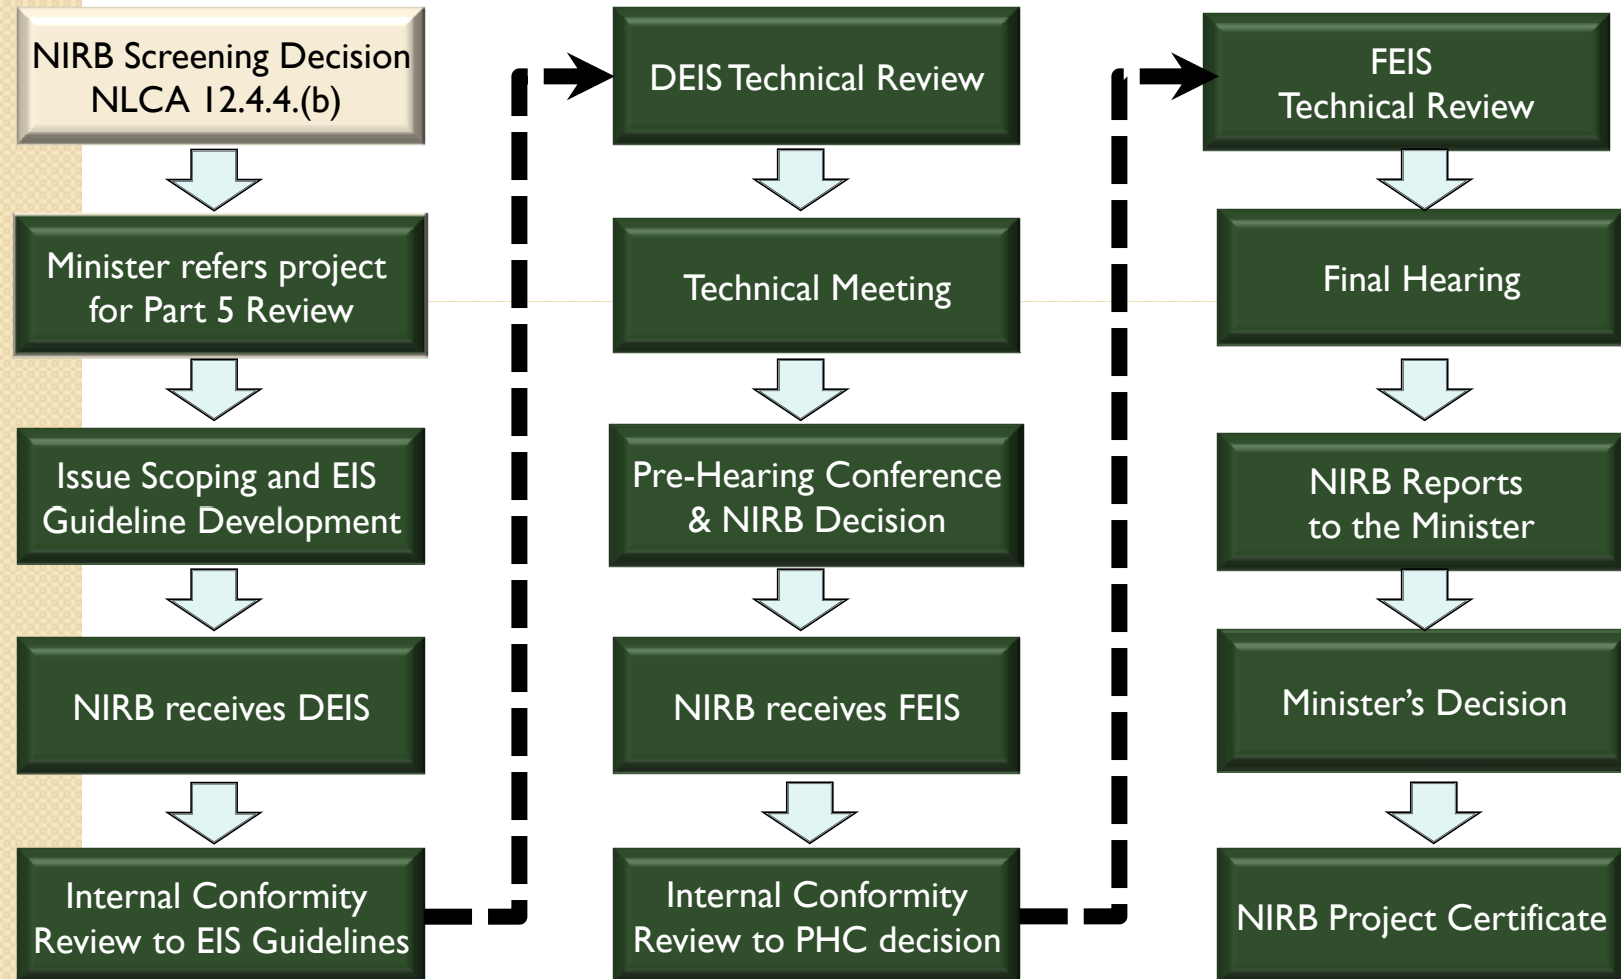 NIRB Screening Decision
NLCA 12.4.4.(b)
Minister refers project
for Part 5 Review
Issue Scoping and EIS
Guideline Development
NIRB receives DEIS
Internal Conformity
Review to EIS Guidelines
DEIS Technical Review
Technical Meeting
Pre-Hearing Conference
& NIRB Decision
NIRB receives FEIS
Internal Conformity
Review to PHC decision
FEIS
Technical Review
Final Hearing
NIRB Reports
to the Minister
Minister’s Decision
NIRB Project Certificate